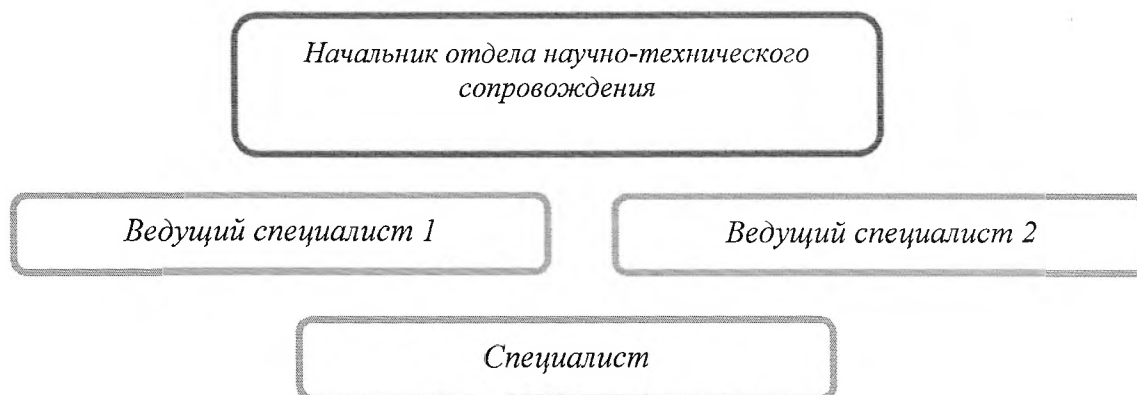 Начальник отдела научно-технического
сопровождения
Ведущий специалист 1
Ведущий специалист 2
Специалист